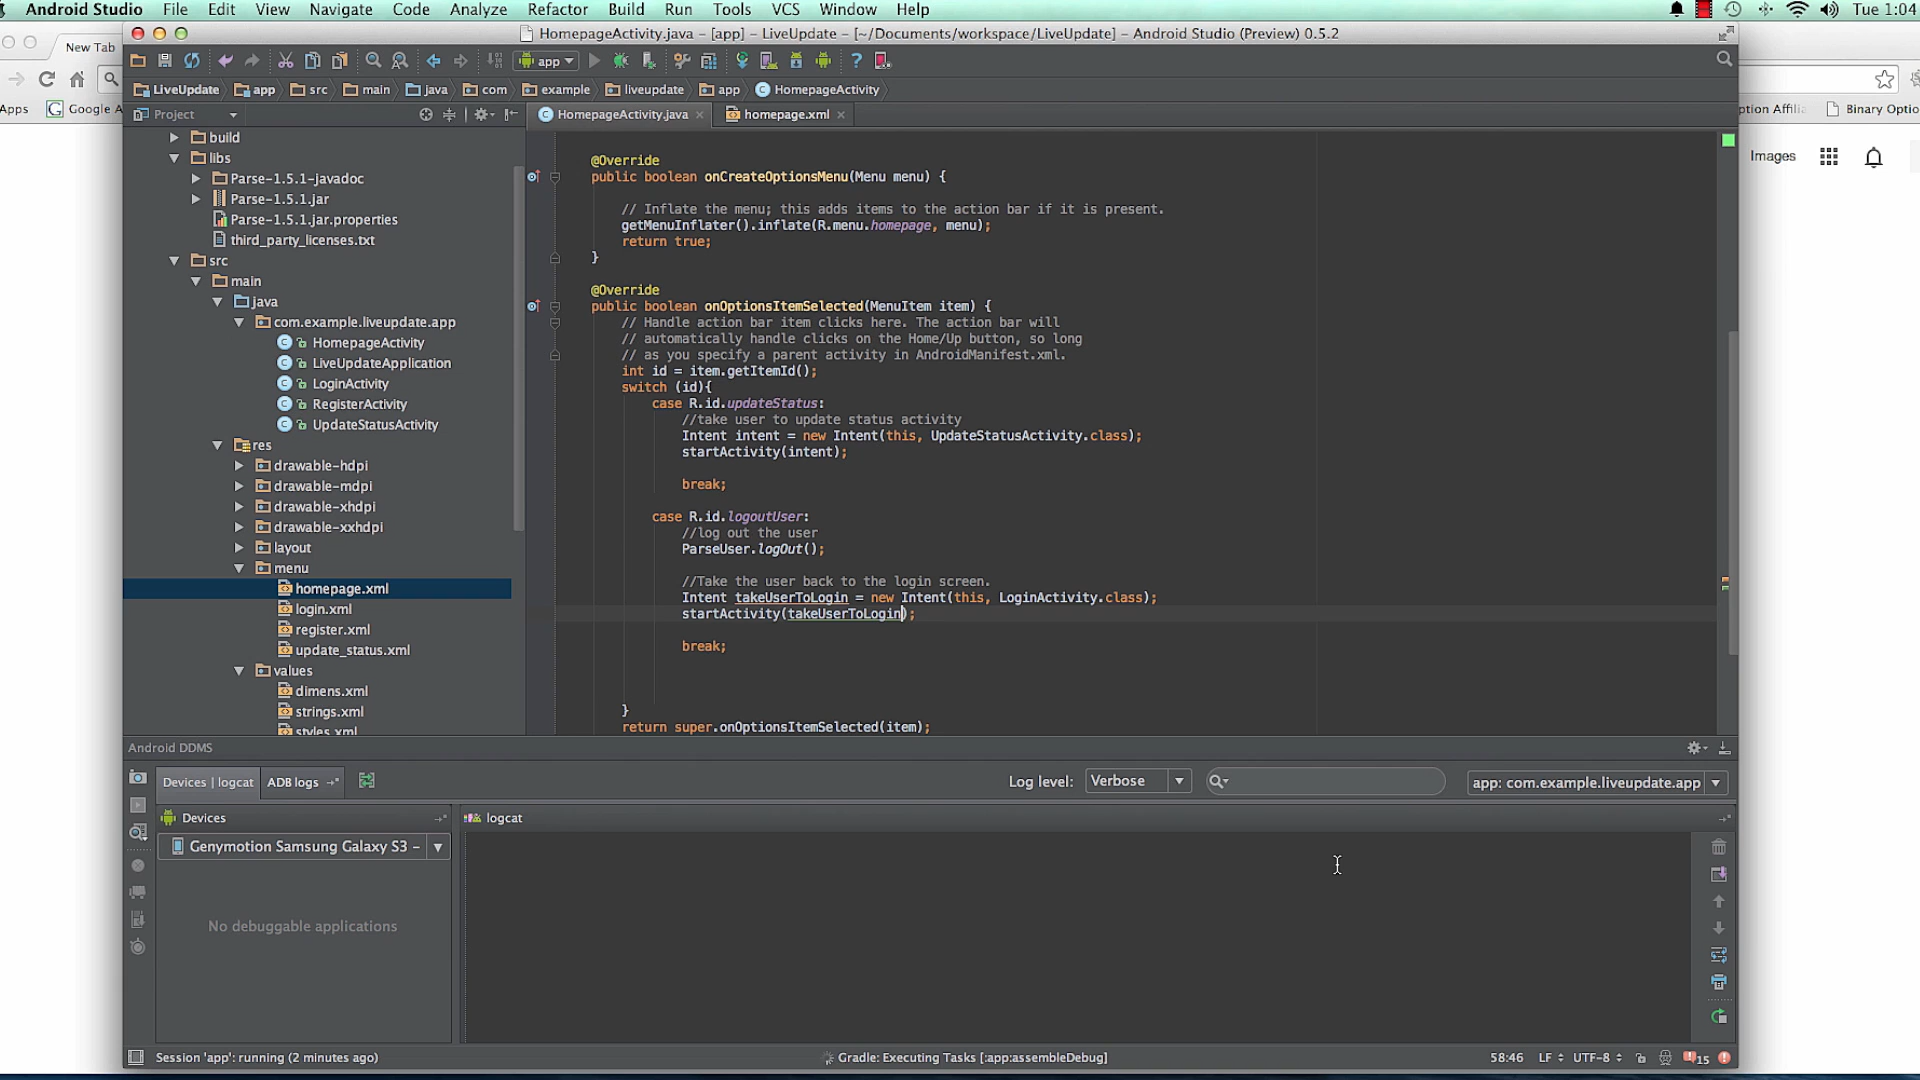 Android Studio File Edit View Navigate Code Analyze Refactor Build Run Tools VCS Window Help Tue 1:04
HomepageActivity.java - [app] - LiveUpdate - [~/Documents/workspace/LiveUpdate] - Android Studio (Preview) 0.5.2
New Tab
app
LiveUpdate app src main java com example liveupdate app HomepageActivity
Apps Google
ption Affilia Binary Optio
Images
Project
HomepageActivity.java homepage.xml
build
libs
Parse-1.5.1-javadoc
Parse-1.5.1.jar
Parse-1.5.1.jar.properties
third_party_licenses.txt
src
main
java
com.example.liveupdate.app
HomepageActivity
LiveUpdateApplication
LoginActivity
RegisterActivity
UpdateStatusActivity
res
drawable-hdpi
drawable-mdpi
drawable-xhdpi
drawable-xxhdpi
layout
menu
homepage.xml
login.xml
register.xml
update_status.xml
values
dimens.xml
strings.xml
styles.xml
@Override
public boolean onCreateOptionsMenu(Menu menu) {
// Inflate the menu; this adds items to the action bar if it is present.
getMenuInflater().inflate(R.menu.homepage, menu);
return true;
}
@Override
public boolean onOptionsItemSelected(MenuItem item) {
// Handle action bar item clicks here. The action bar will
// automatically handle clicks on the Home/Up button, so long
// as you specify a parent activity in AndroidManifest.xml.
int id = item.getItemId();
switch (id){
case R.id.updateStatus:
//take user to update status activity
Intent intent = new Intent(this, UpdateStatusActivity.class);
startActivity(intent);
break;
case R.id.logoutUser:
//log out the user
ParseUser.logOut();
//Take the user back to the login screen.
Intent takeUserToLogin = new Intent(this, LoginActivity.class);
startActivity(takeUserToLogin);
break;
}
return super.onOptionsItemSelected(item);
Android DDMS
Devices | logcat ADB logs Log level: Verbose app: com.example.liveupdate.app
Devices
logcat
Genymotion Samsung Galaxy S3 -
No debuggable applications
Session 'app': running (2 minutes ago) Gradle: Executing Tasks [:app:assembleDebug] 58:46 LF UTF-8 15